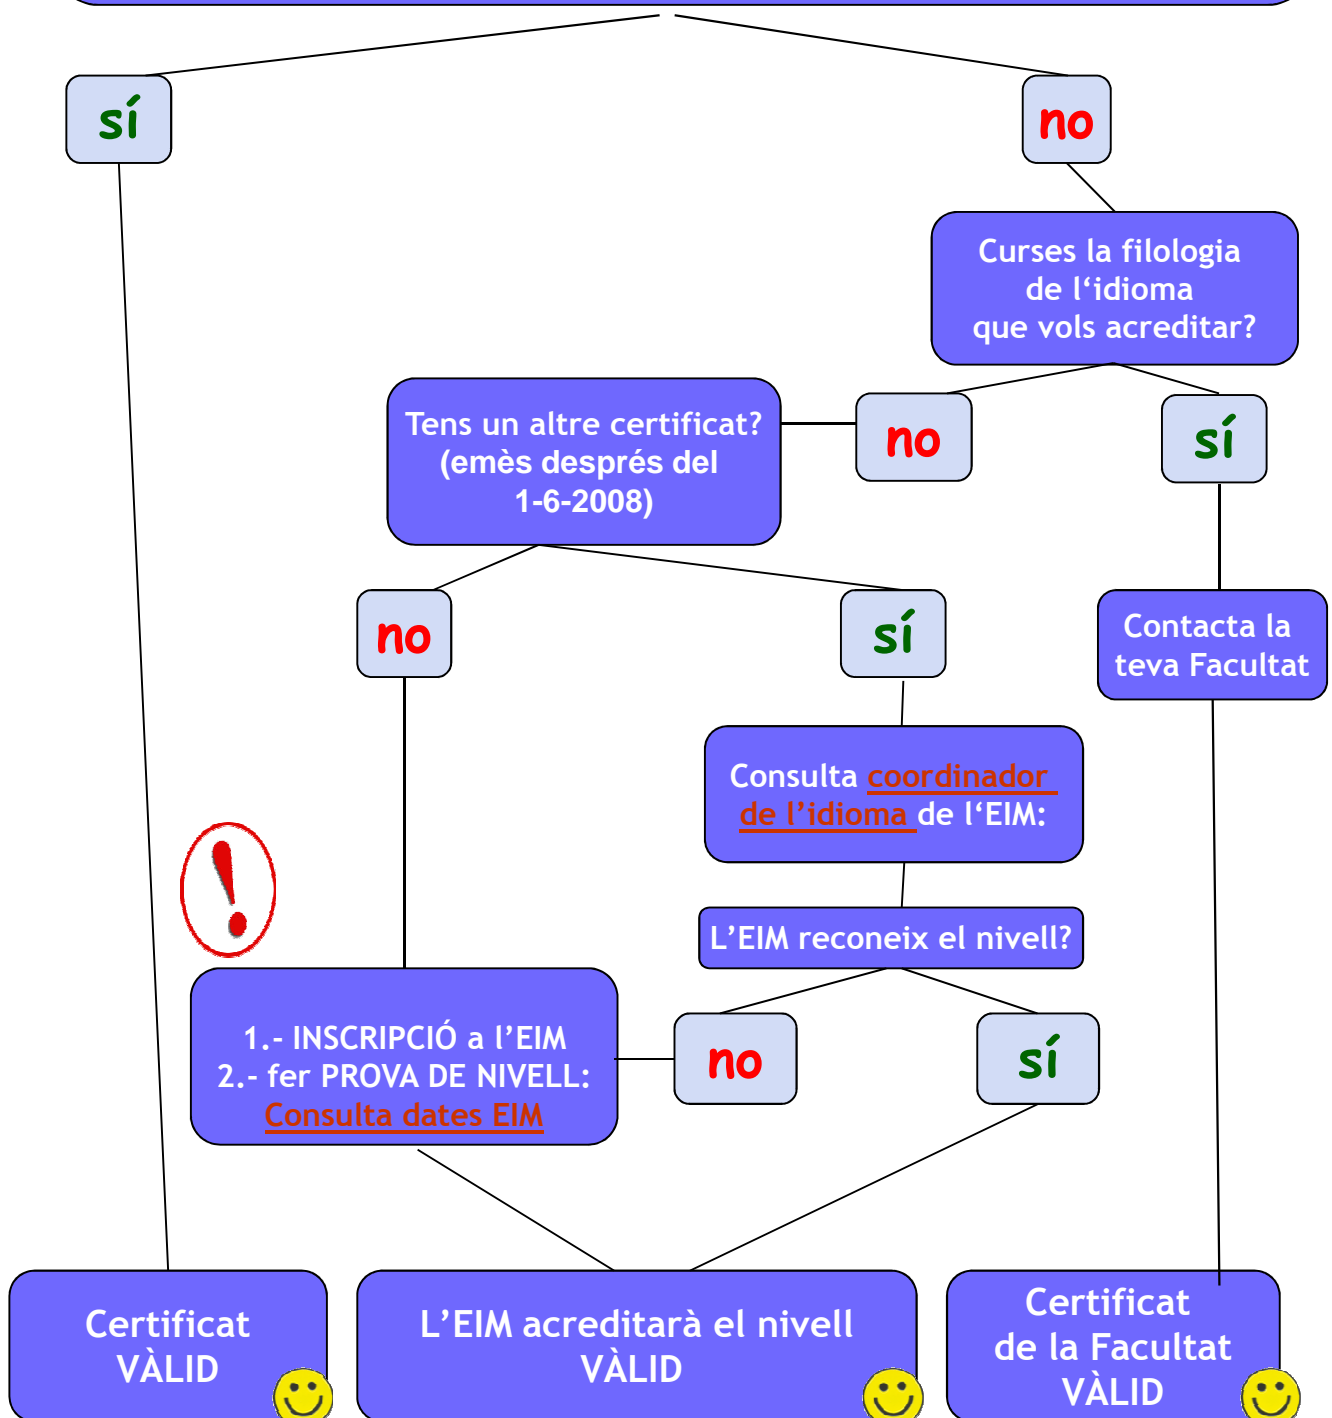 sí
no
Curses la filologia
de l‘idioma
que vols acreditar?
Tens un altre certificat?
(emès després del
1-6-2008)
no
sí
no
sí
Contacta la
teva Facultat
Consulta coordinador
de l’idioma de l‘EIM:
L’EIM reconeix el nivell?
1.- INSCRIPCIÓ a l’EIM
2.- fer PROVA DE NIVELL:
Consulta dates EIM
no
sí
Certificat
VÀLID
L’EIM acreditarà el nivell
VÀLID
Certificat
de la Facultat
VÀLID